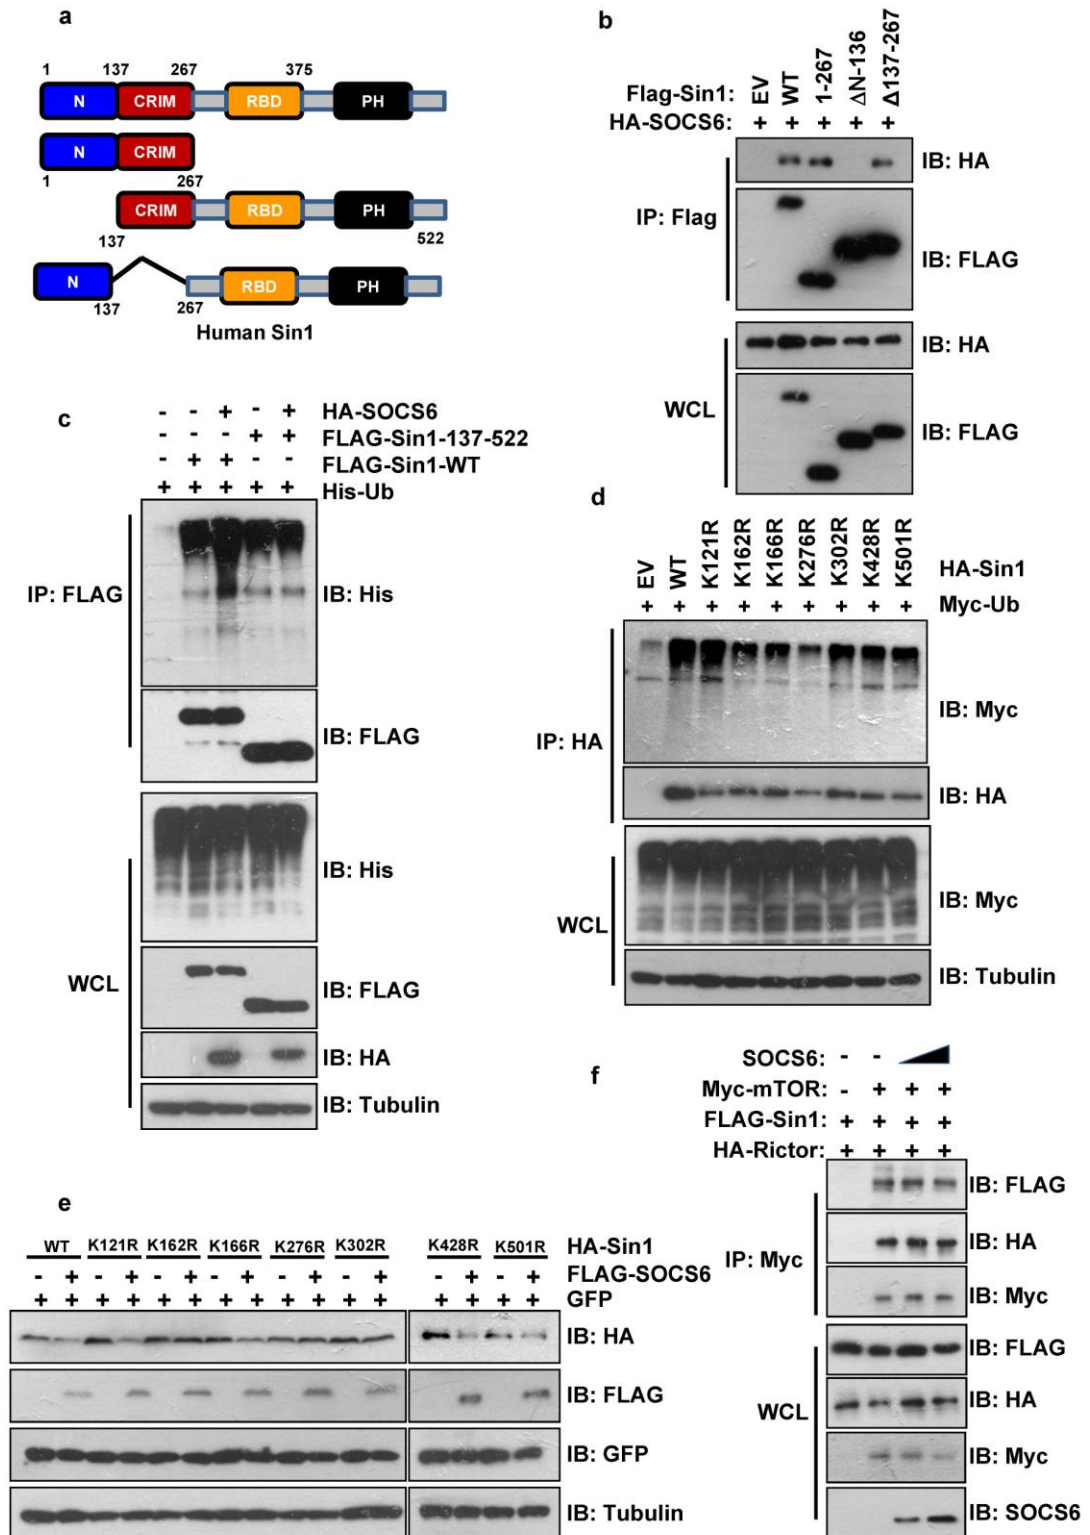 a
1 137 267 375
N CRIM RBD PH
N CRIM
1 267
CRIM RBD PH
137 522
N RBD PH
137 267
Human Sin1
b
Flag-Sin1: EV WT 1-267 ΔN-136 Δ137-267
HA-SOCS6: + + + + +
IP: Flag
IB: HA
IB: FLAG
WCL
IB: HA
IB: FLAG
c
- - + - + HA-SOCS6
- - - + + FLAG-Sin1-137-522
- + + - - FLAG-Sin1-WT
+ + + + + His-Ub
IP: FLAG
IB: His
IB: FLAG
WCL
IB: His
IB: FLAG
IB: HA
IB: Tubulin
d
EV WT K121R K162R K166R K276R K302R K428R K501R HA-Sin1
+ + + + + + + + + Myc-Ub
IP: HA
IB: Myc
IB: HA
WCL
IB: Myc
IB: Tubulin
e
WT K121R K162R K166R K276R K302R K428R K501R HA-Sin1
- + - + - + - + - + - + - + - + FLAG-SOCS6
+ + + + + + + + + + + + + + + + GFP
IB: HA
IB: FLAG
IB: GFP
IB: Tubulin
f
SOCS6: - -
Myc-mTOR: - + + +
FLAG-Sin1: + + + +
HA-Rictor: + + + +
IP: Myc
IB: FLAG
IB: HA
IB: Myc
WCL
IB: FLAG
IB: HA
IB: Myc
IB: SOCS6